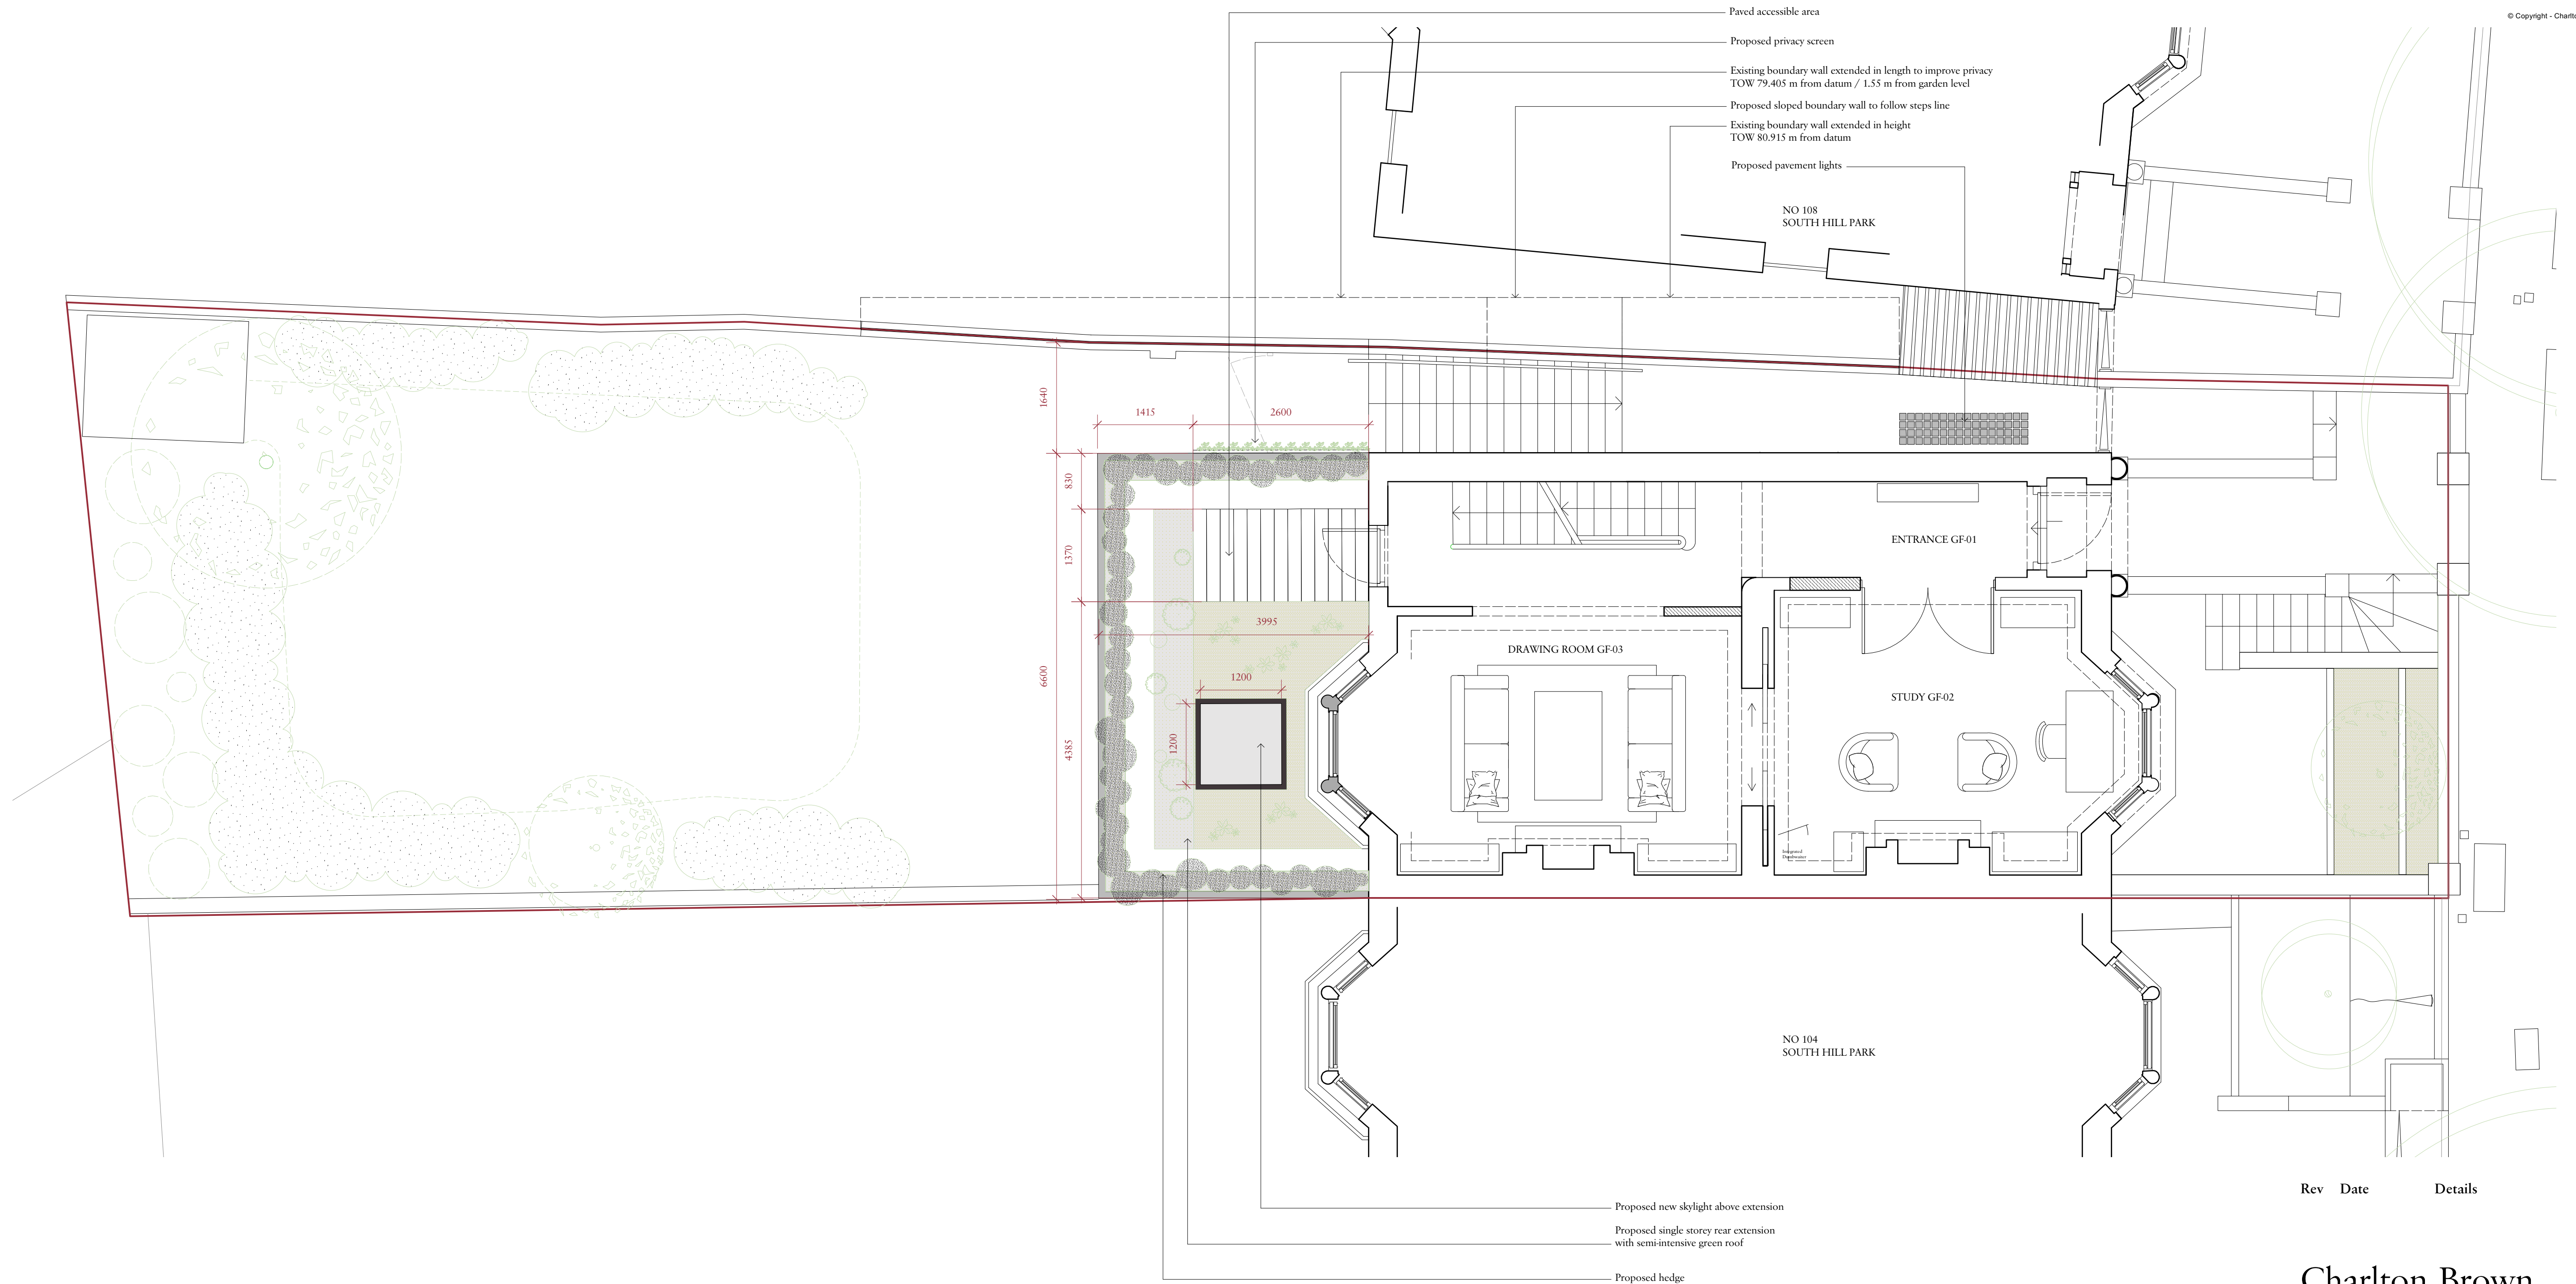 © Copyright - Charlto
Paved accessible area
Proposed privacy screen
Existing boundary wall extended in length to improve privacy
TOW 79.405 m from datum / 1.55 m from garden level
Proposed sloped boundary wall to follow steps line
Existing boundary wall extended in height
TOW 80.915 m from datum
Proposed pavement lights
NO 108
SOUTH HILL PARK
1640
1415
2600
830
1370
ENTRANCE GF-01
3995
DRAWING ROOM GF-03
6600
1200
STUDY GF-02
4385
1200
Integrated
Dumbwaiter
NO 104
SOUTH HILL PARK
Rev Date Details
Proposed new skylight above extension
Proposed single storey rear extension
with semi-intensive green roof
Proposed hedge
Charlton Brown